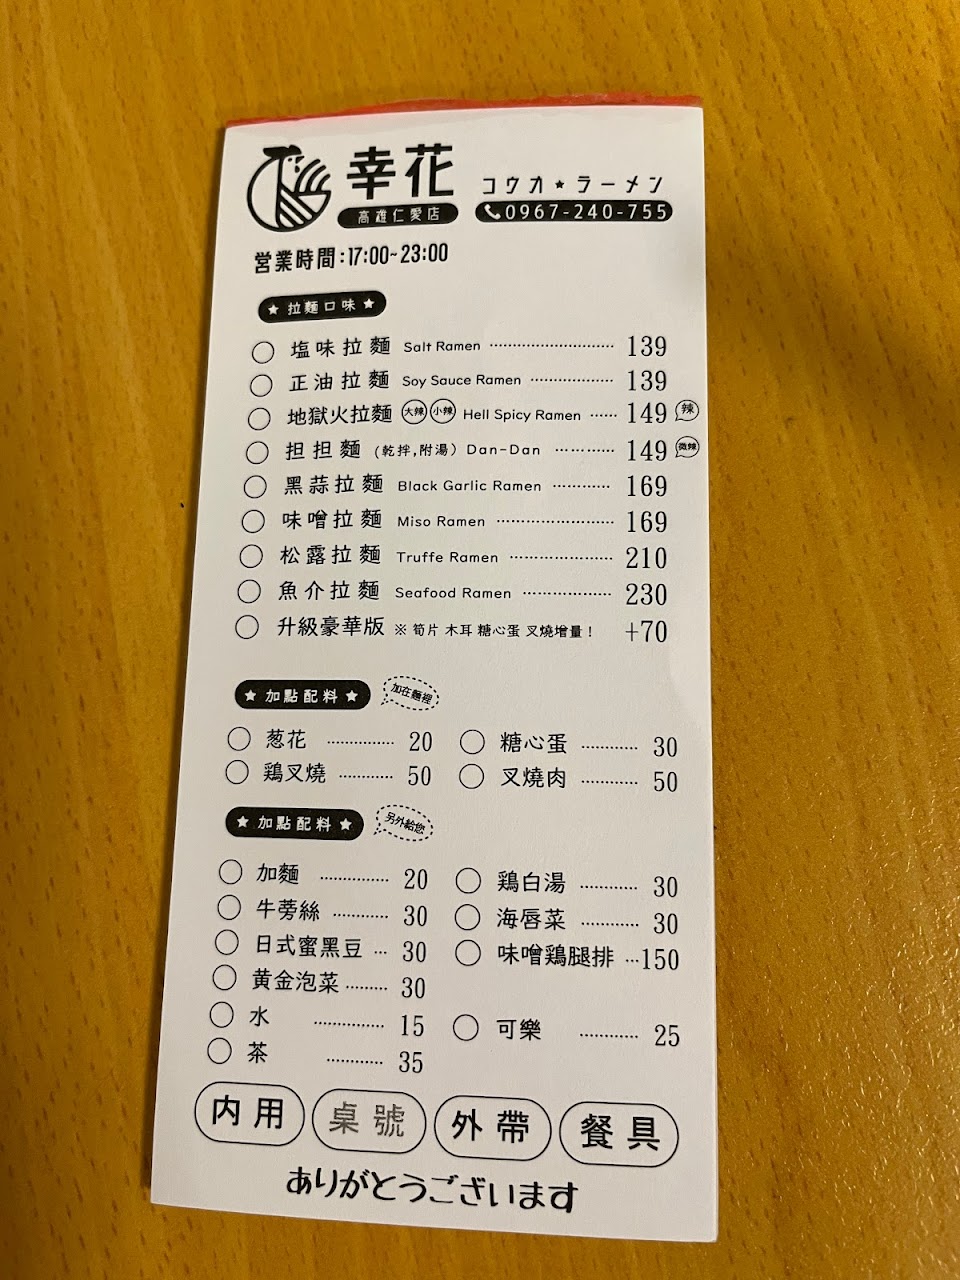 幸花
コウオ★ラーメン
高雄仁愛店
0967-240-755
営業時間:17:00~23:00
★ 拉麵口味 ★
塩味拉麵 Salt Ramen 139
正油拉麵 Soy Sauce Ramen 139
地獄火拉麵 大辣 小辣 Hell Spicy Ramen 149 辣
担担麵 (乾拌,附湯) Dan-Dan 149 微辣
黑蒜拉麵 Black Garlic Ramen 169
味噌拉麵 Miso Ramen 169
松露拉麵 Truffe Ramen 210
魚介拉麵 Seafood Ramen 230
升級豪華版 ※ 筍片 木耳 糖心蛋 叉燒增量! +70
★ 加點配料 ★ 加在麵裡
葱花 20 糖心蛋 30
鶏叉燒 50 叉燒肉 50
★ 加點配料 ★ 另外給您
加麵 20 鶏白湯 30
牛蒡絲 30 海唇菜 30
日式蜜黑豆 30 味噌鶏腿排 150
黄金泡菜 30
水 15 可樂 25
茶 35
内用 桌號 外帶 餐具
ありがとうございます